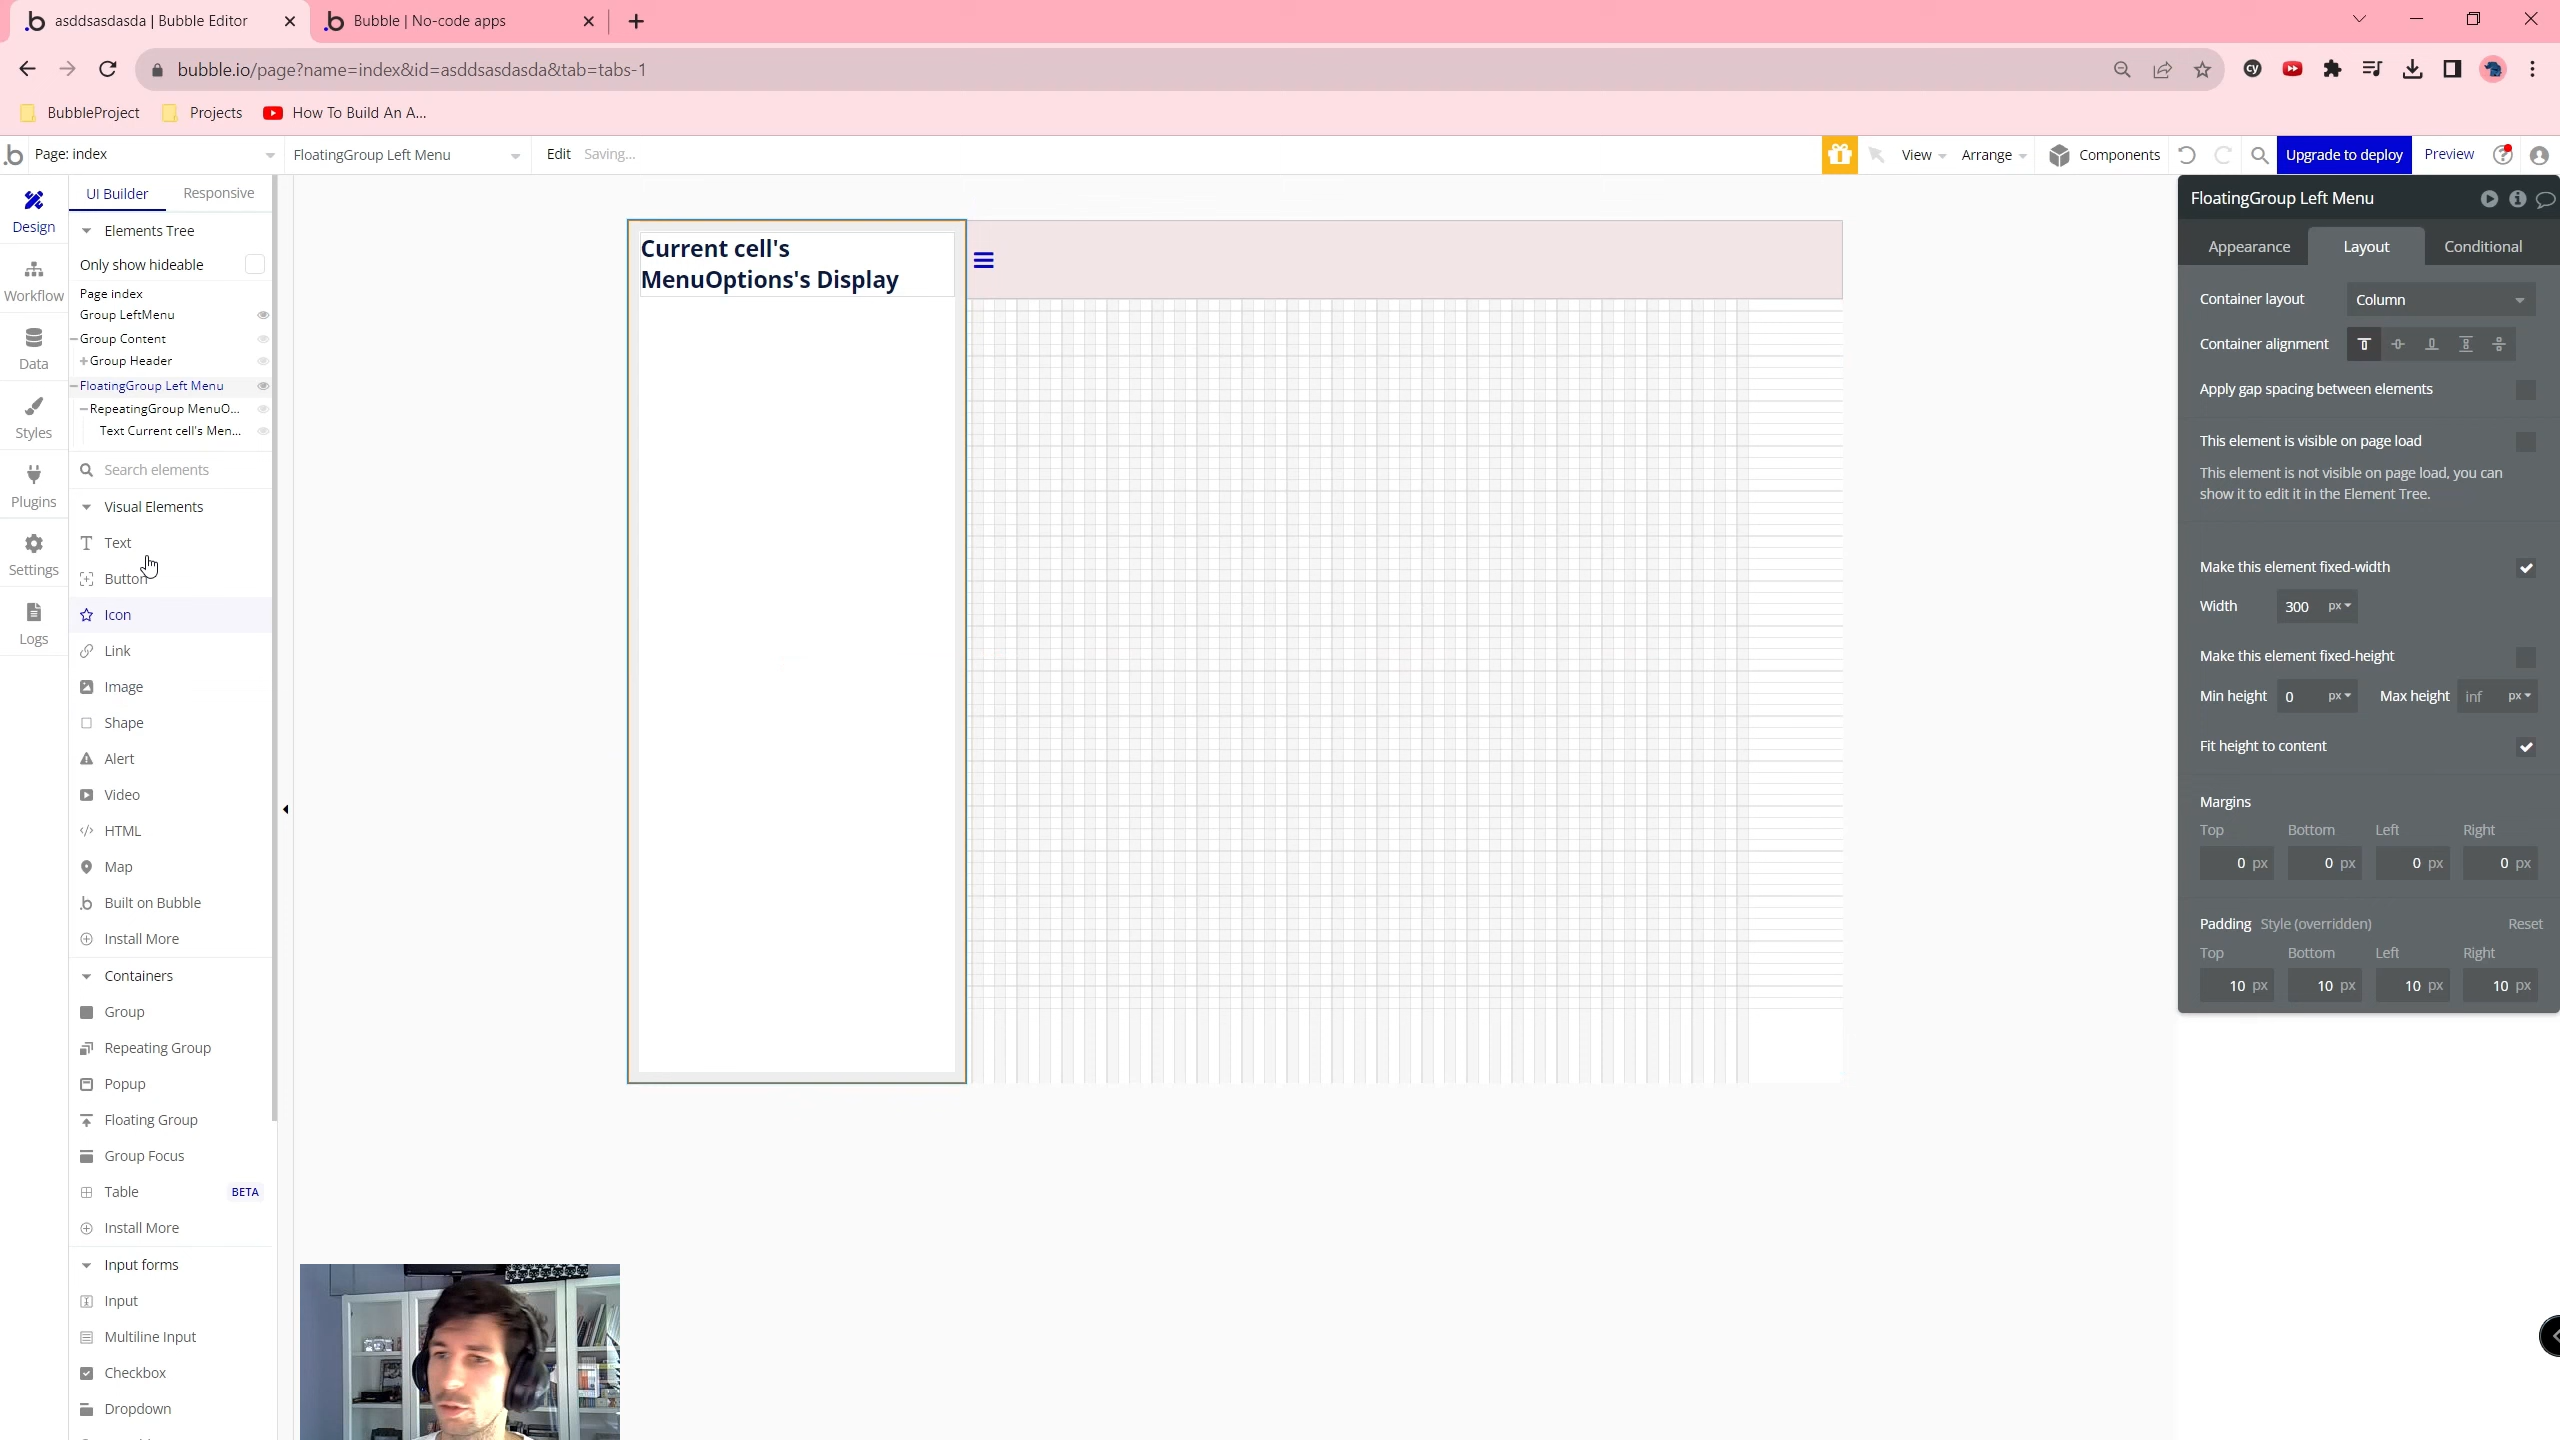 asddsasdasda | Bubble Editor
Bubble | No-code apps
bubble.io/page?name=index&id=asddsasdasda&tab=tabs-1
BubbleProject
Projects
How To Build An A...
Page: index
FloatingGroup Left Menu
Edit
Saving...
View
Arrange
Components
Upgrade to deploy
Preview
Design
Workflow
Data
Styles
Plugins
Settings
Logs
UI Builder
Responsive
Elements Tree
Only show hideable
Page index
Group LeftMenu
Group Content
Group Header
FloatingGroup Left Menu
RepeatingGroup MenuO...
Text Current cell's Men...
Search elements
Visual Elements
Text
Button
Icon
Link
Image
Shape
Alert
Video
HTML
Map
Built on Bubble
Install More
Containers
Group
Repeating Group
Popup
Floating Group
Group Focus
Table BETA
Install More
Input forms
Input
Multiline Input
Checkbox
Dropdown
Current cell's
MenuOptions's Display
FloatingGroup Left Menu
Appearance
Layout
Conditional
Container layout
Column
Container alignment
Apply gap spacing between elements
This element is visible on page load
This element is not visible on page load, you can
show it to edit it in the Element Tree.
Make this element fixed-width
Width 300 px
Make this element fixed-height
Min height 0 px Max height inf px
Fit height to content
Margins
Top Bottom Left Right
0 px 0 px 0 px 0 px
Padding Style (overridden) Reset
Top Bottom Left Right
10 px 10 px 10 px 10 px